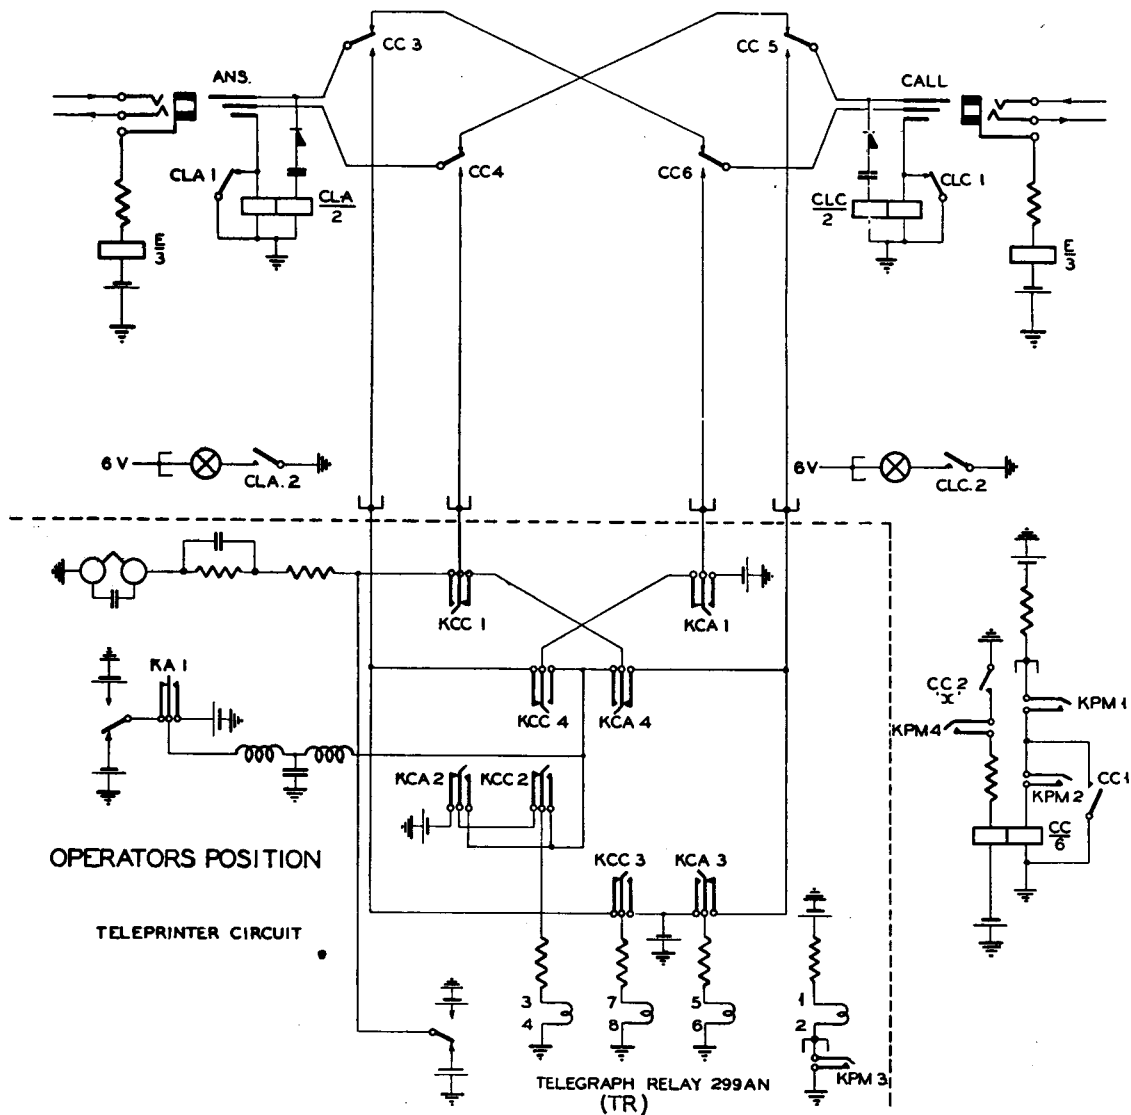 CC 3
CC 5
ANS.
CALL
CLA 1
CLA
2
CC4
CC6
CLC
2
CLC 1
E
3
E
3
6 V
CLA.2
6V
CLC.2
KCC 1
KCA 1
KA 1
KCC 4
KCA 4
CC 2
'X'
KPM 1
KPM4
KCA 2
KCC 2
KPM 2
CC 1
CC
6
OPERATORS POSITION
KCC 3
KCA 3
TELEPRINTER CIRCUIT
3
4
7
8
5
6
1
2
KPM 3
TELEGRAPH RELAY 299AN
(TR)